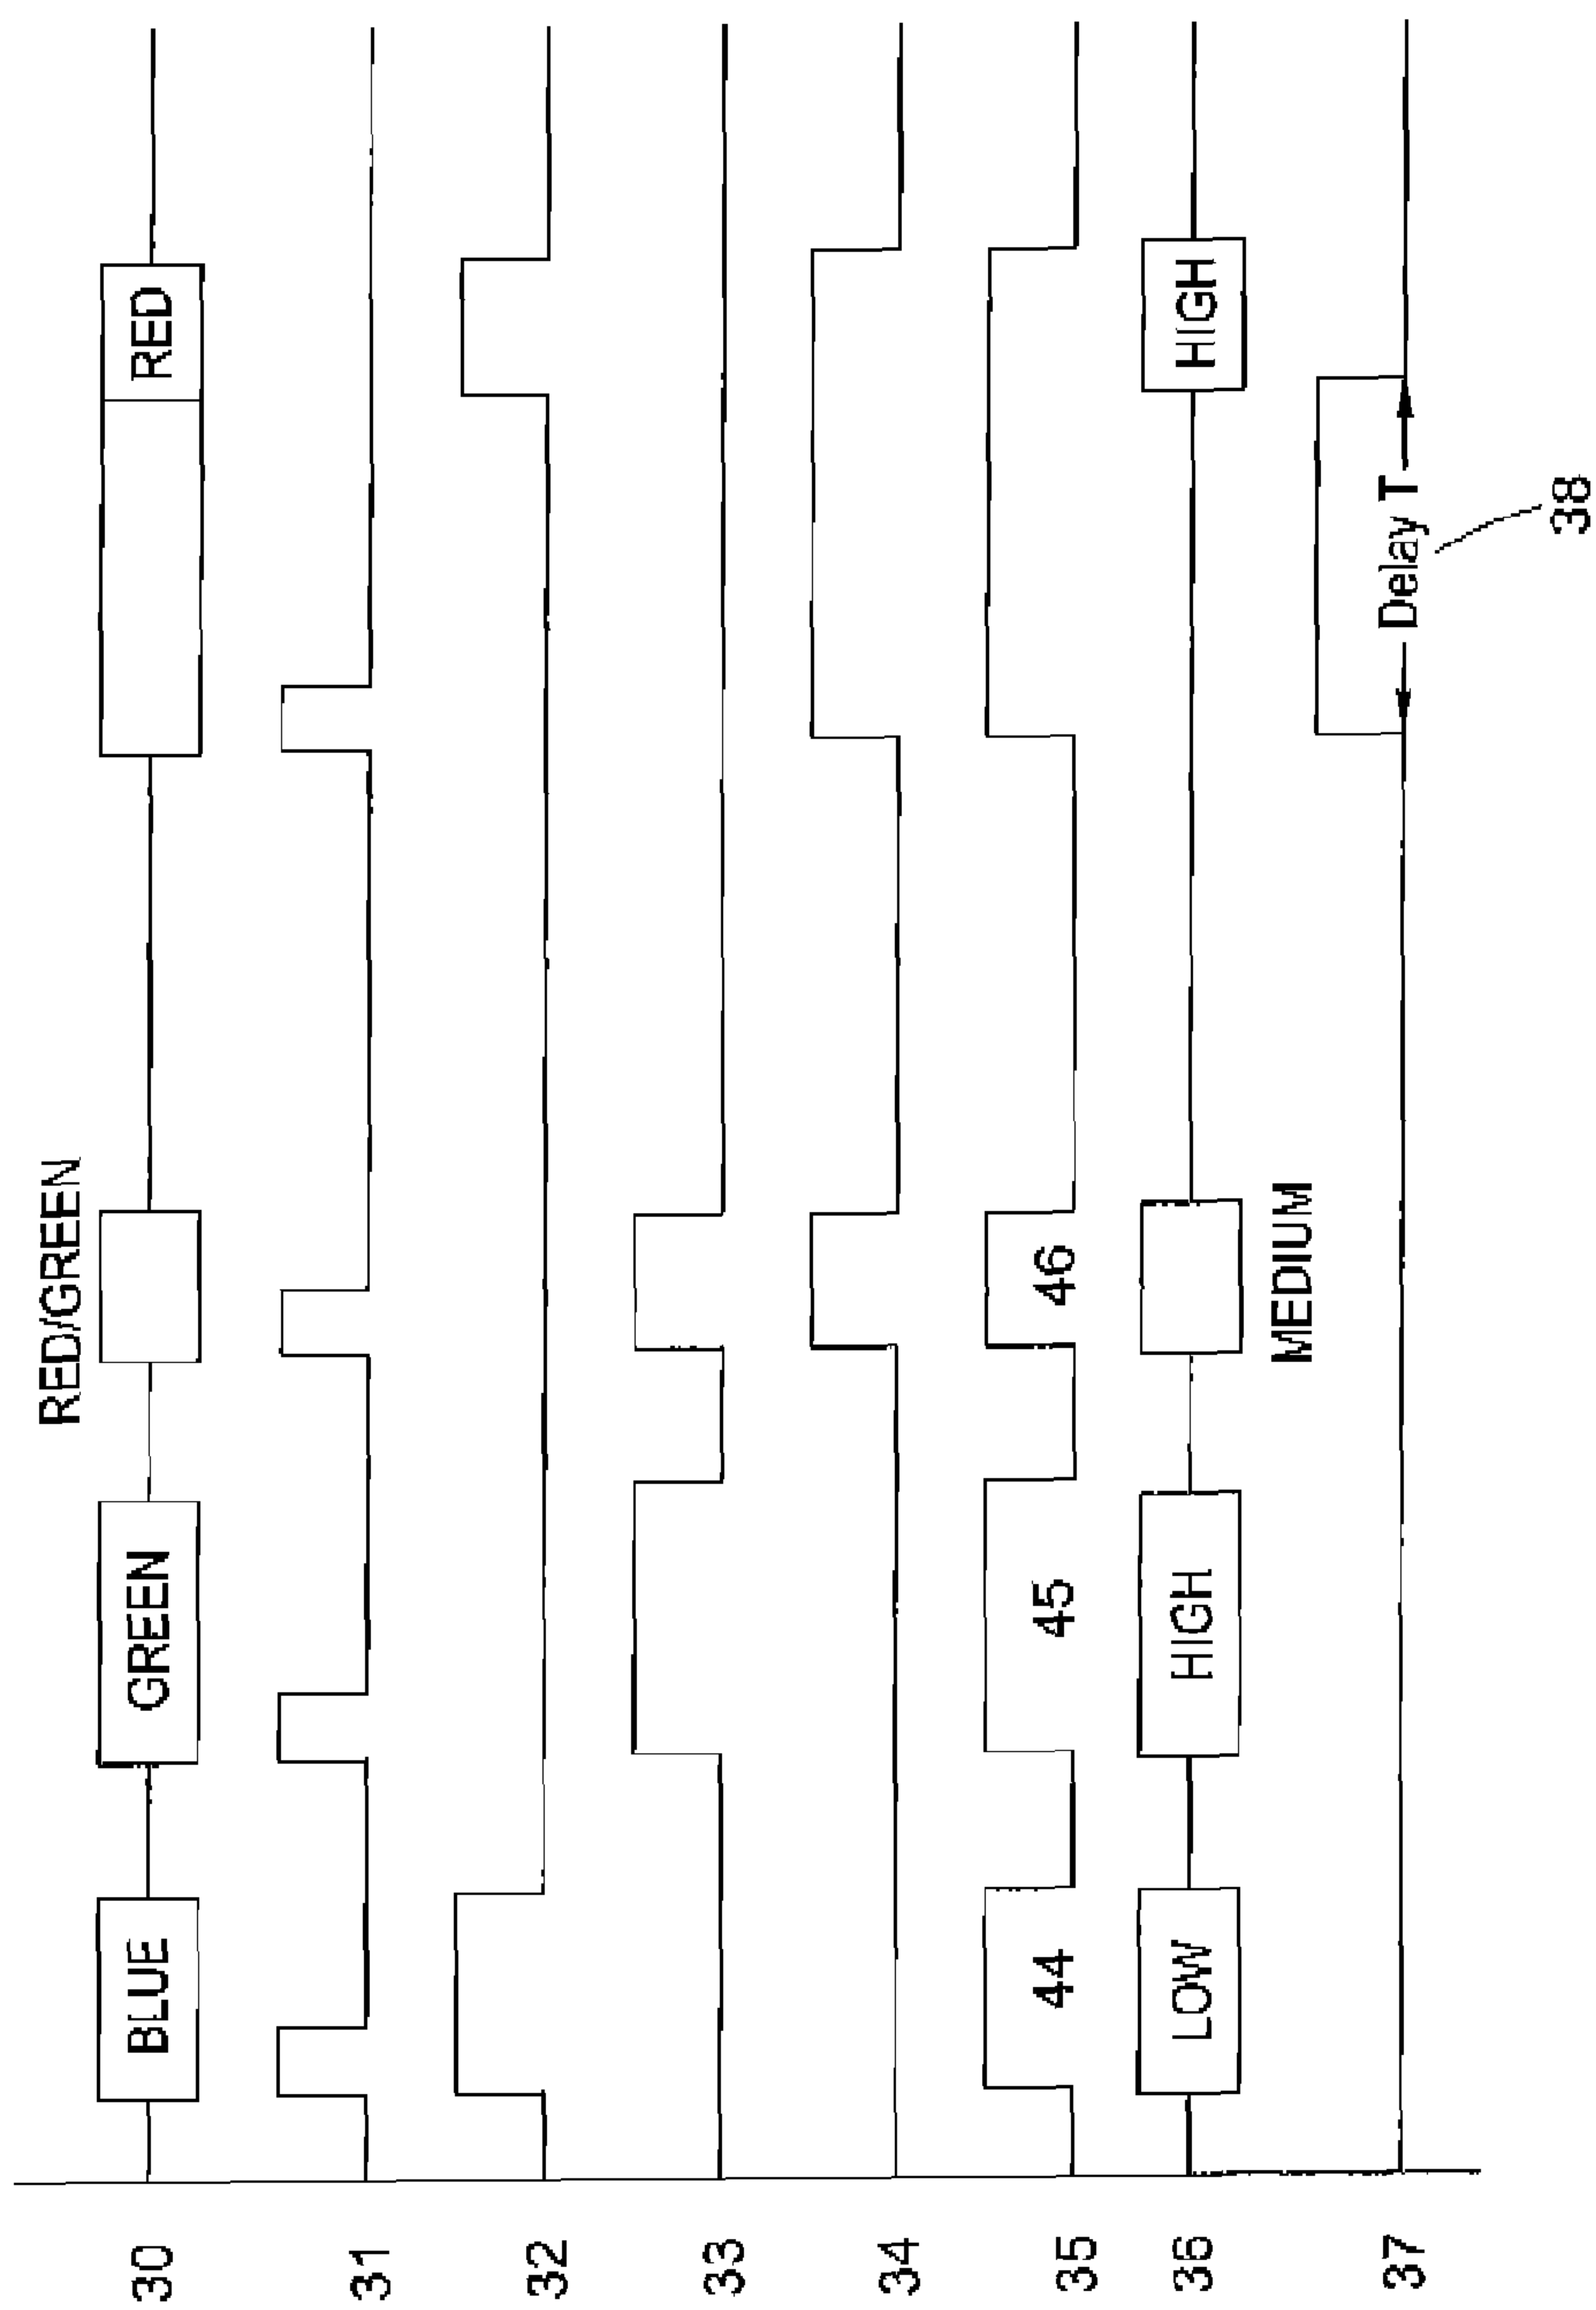 RED/GREEN
30 BLUE GREEN RED
31
32
33
34
35 44 45 46
36 LOW HIGH HIGH
MEDIUM
37 Delay T
38